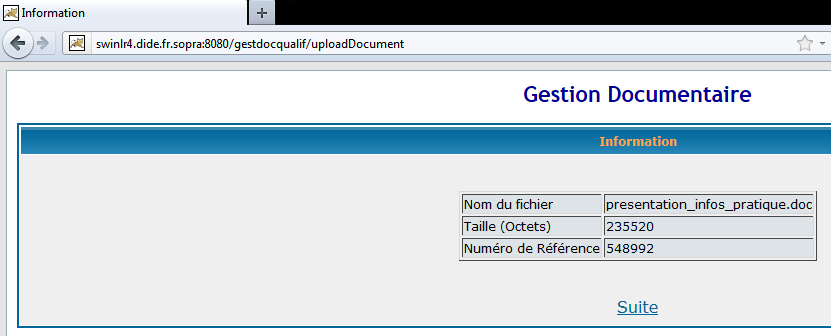 Information
swinlr4.dide.fr.sopra:8080/gestdocqualif/uploadDocument
Gestion Documentaire
Information
Nom du fichier presentation_infos_pratique.doc
Taille (Octets) 235520
Numéro de Référence 548992
Suite